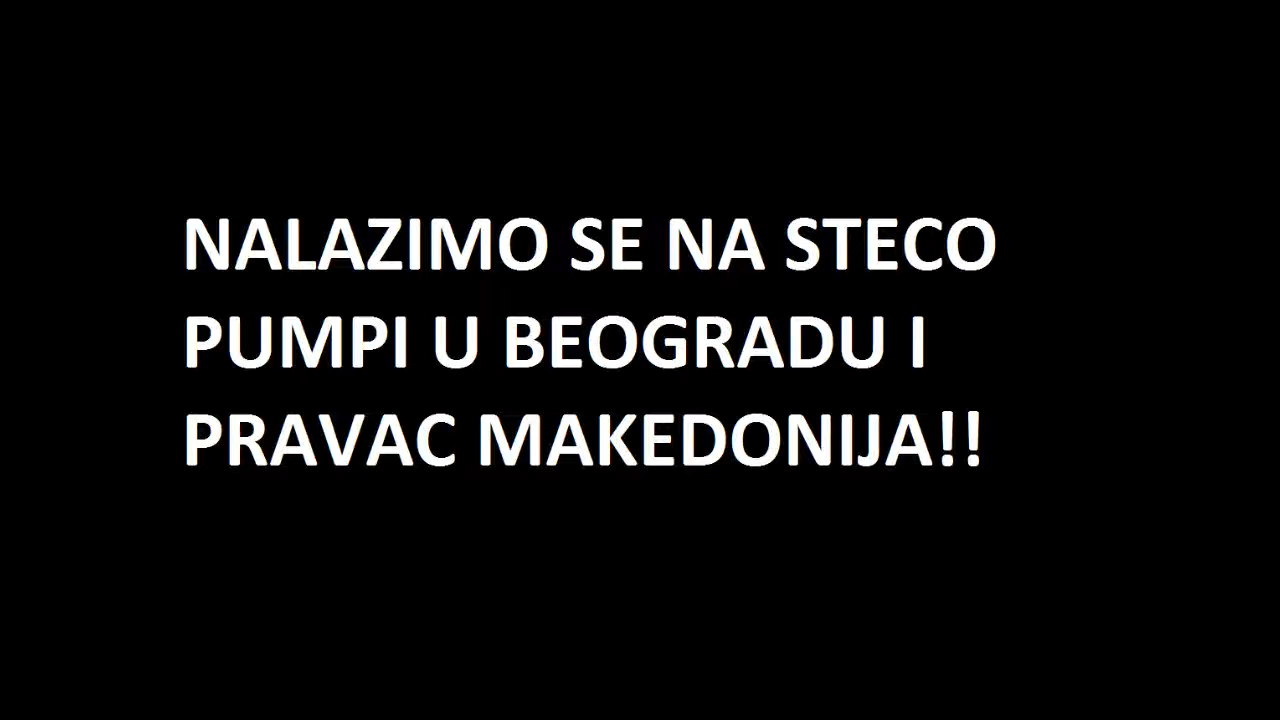 NALAZIMO SE NA STECO
PUMPI U BEOGRADU I
PRAVAC MAKEDONIJA!!